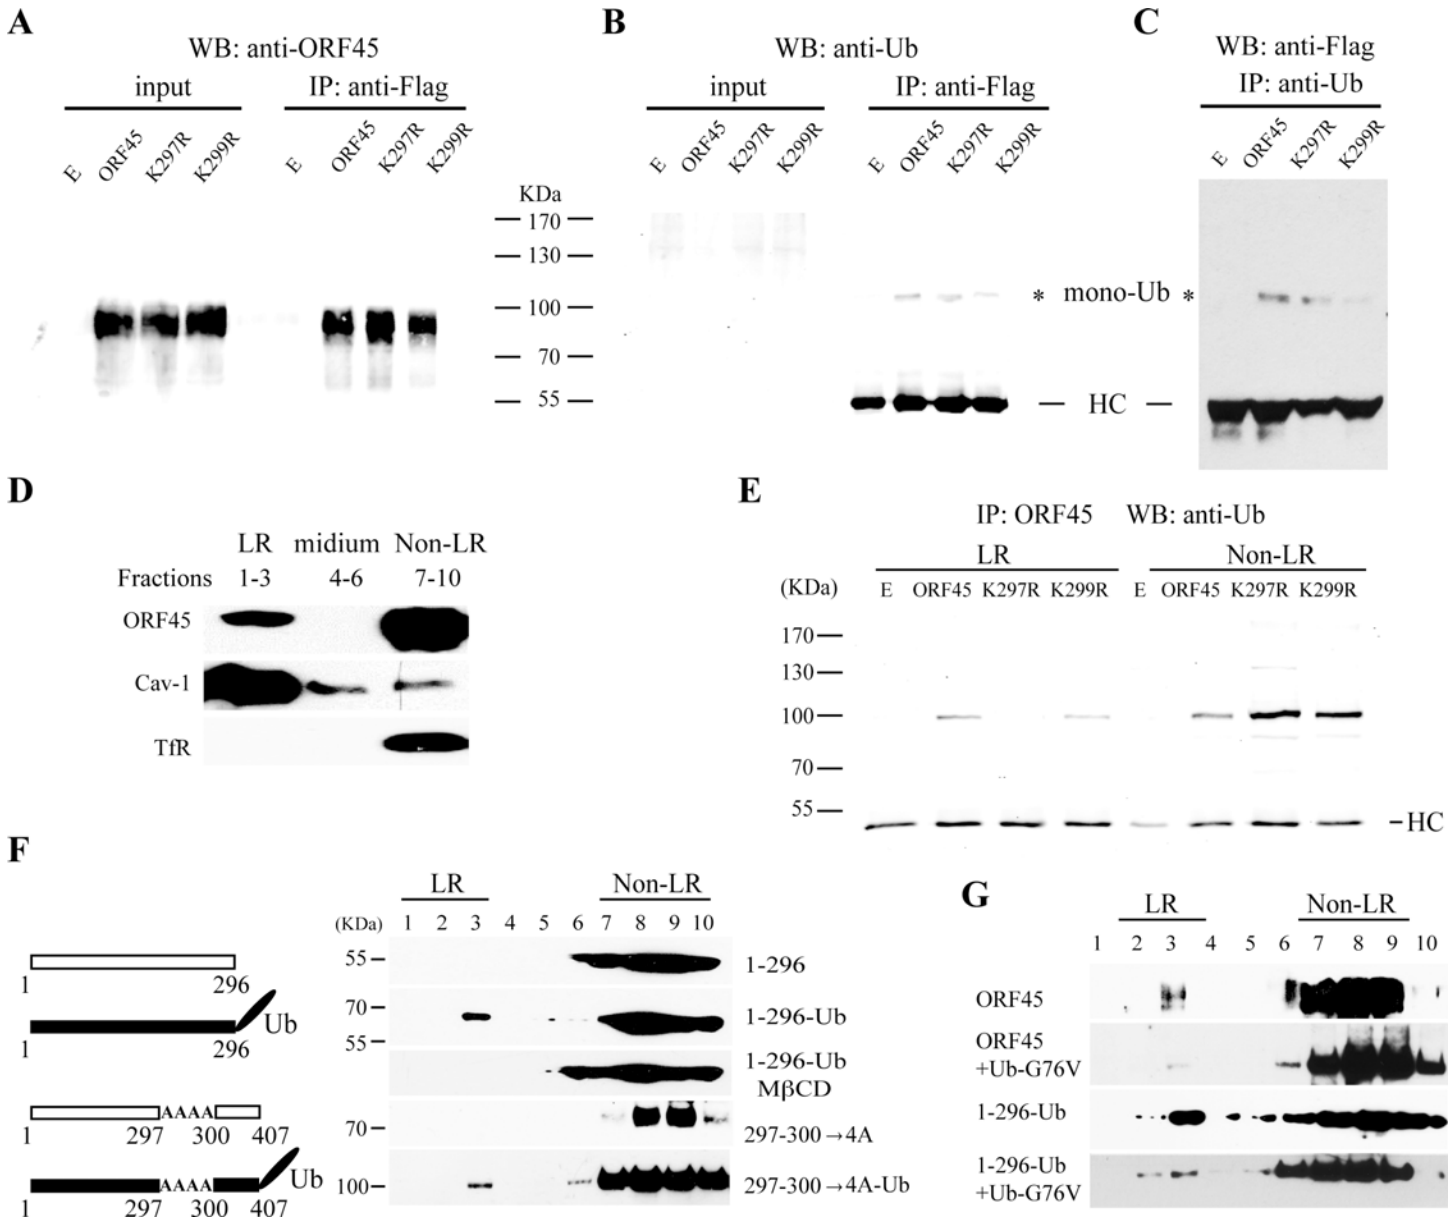 A
WB: anti-ORF45
input IP: anti-Flag
E ORF45 K297R K299R E ORF45 K297R K299R
KDa
170
130
100
70
55
B
WB: anti-Ub
input IP: anti-Flag
E ORF45 K297R K299R E ORF45 K297R K299R
* mono-Ub *
HC
C
WB: anti-Flag
IP: anti-Ub
E ORF45 K297R K299R
D
LR midium Non-LR
Fractions 1-3 4-6 7-10
ORF45
Cav-1
TfR
E
IP: ORF45 WB: anti-Ub
LR Non-LR
(KDa) E ORF45 K297R K299R E ORF45 K297R K299R
170
130
100
70
55
HC
F
1 296
Ub
1 296
AAAA
1 297 300 407
AAAA Ub
1 297 300 407
LR Non-LR
(KDa) 1 2 3 4 5 6 7 8 9 10
55 1-296
70 1-296-Ub
55
1-296-Ub
MβCD
70 297-300→4A
100 297-300→4A-Ub
G
LR Non-LR
1 2 3 4 5 6 7 8 9 10
ORF45
ORF45
+Ub-G76V
1-296-Ub
1-296-Ub
+Ub-G76V